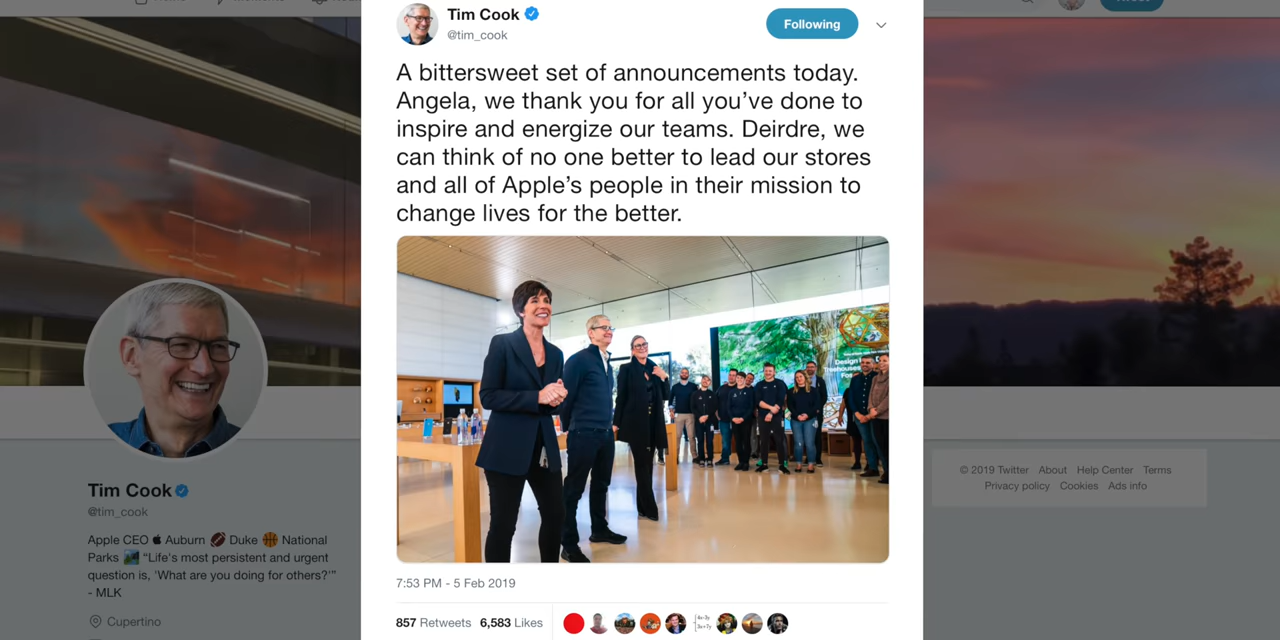 Tim Cook
@tim_cook
Following
A bittersweet set of announcements today.
Angela, we thank you for all you’ve done to
inspire and energize our teams. Deirdre, we
can think of no one better to lead our stores
and all of Apple’s people in their mission to
change lives for the better.
7:53 PM - 5 Feb 2019
857 Retweets 6,583 Likes
Tim Cook
@tim_cook
Apple CEO Auburn 🏈 Duke 🏀 National
Parks 🏞 “Life's most persistent and urgent
question is, 'What are you doing for others?'”
- MLK
Cupertino
© 2019 Twitter About Help Center Terms
Privacy policy Cookies Ads info